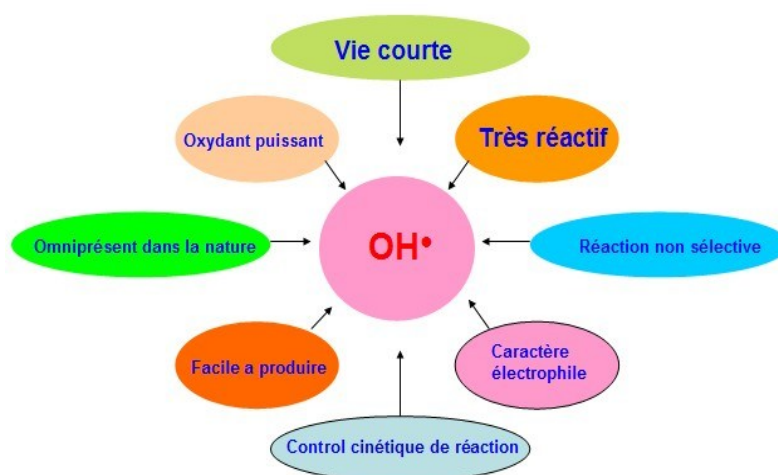 Vie courte
Oxydant puissant
Très réactif
OH•
Omniprésent dans la nature
Réaction non sélective
Facile a produire
Caractère
électrophile
Control cinétique de réaction